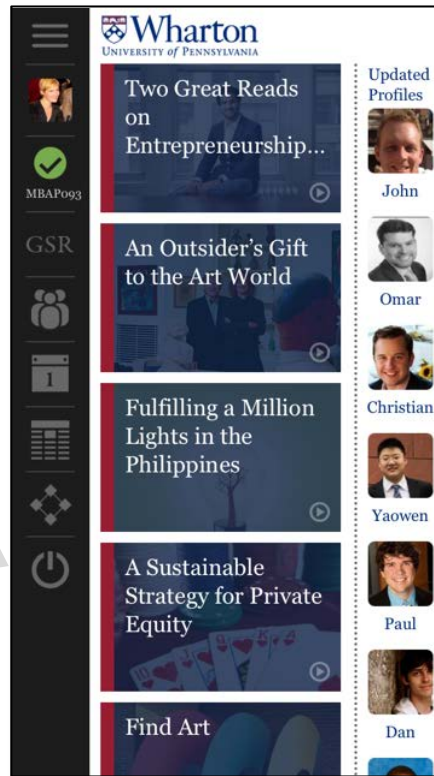 Wharton
UNIVERSITY of PENNSYLVANIA
MBAP093
GSR
1
Two Great Reads
on
Entrepreneurship...
An Outsider's Gift
to the Art World
Fulfilling a Million
Lights in the
Philippines
A Sustainable
Strategy for Private
Equity
Find Art
Updated
Profiles
John
Omar
Christian
Yaowen
Paul
Dan